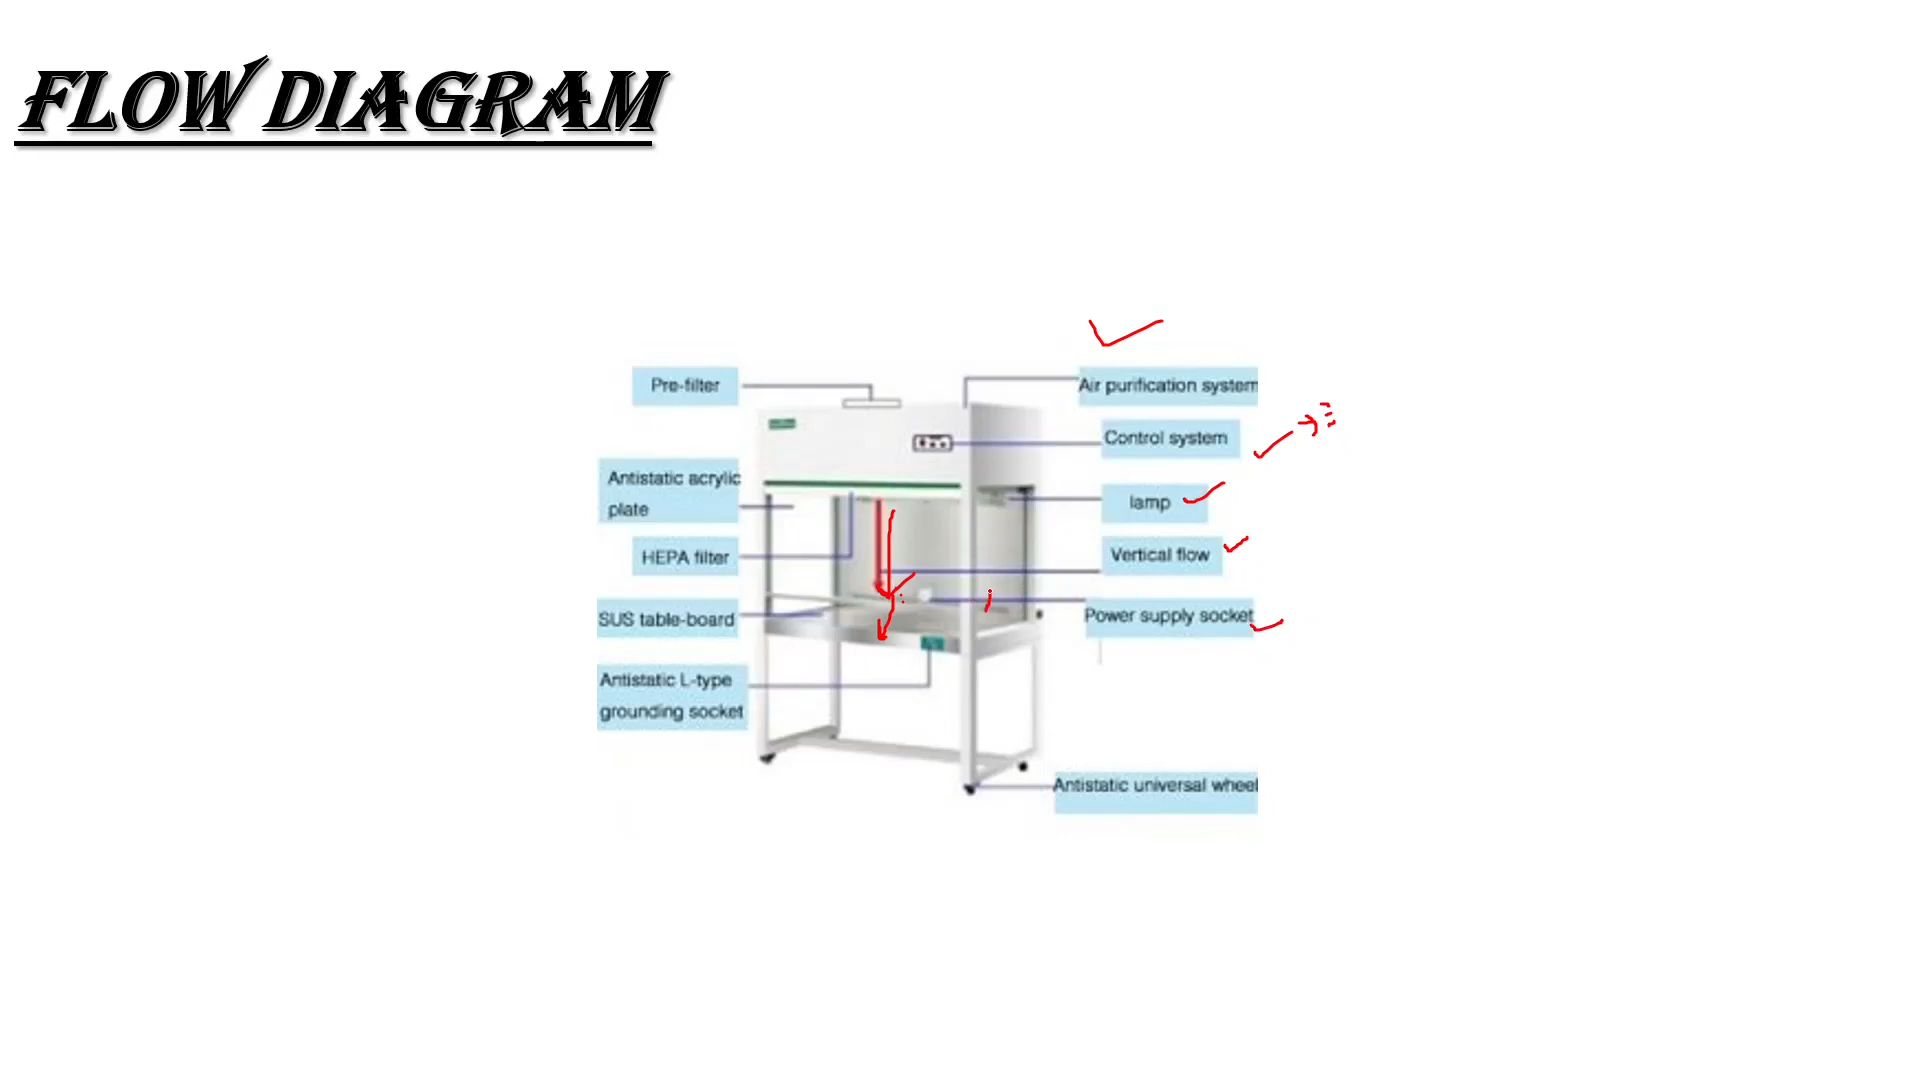 FLOW DIAGRAM
Pre-filter
Air purification system
Control system
Antistatic acrylic
plate
lamp
HEPA filter
Vertical flow
SUS table-board
Power supply socket
Antistatic L-type
grounding socket
Antistatic universal wheel